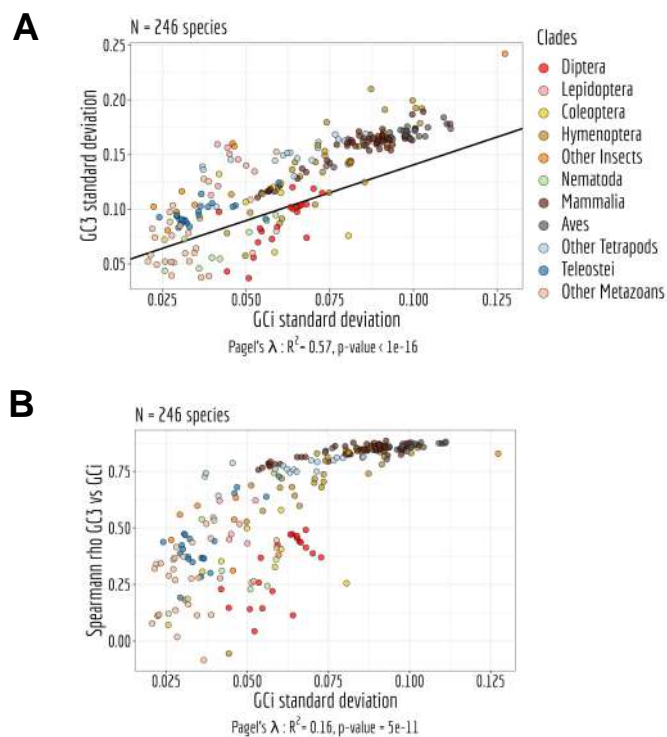 A
N = 246 species
0.25
0.20
0.15
0.10
0.05
GC3 standard deviation
0.025 0.050 0.075 0.100 0.125
GCi standard deviation
Pagel's λ : R²= 0.57, p-value < 1e-16
Clades
Diptera
Lepidoptera
Coleoptera
Hymenoptera
Other Insects
Nematoda
Mammalia
Aves
Other Tetrapods
Teleostei
Other Metazoans
B
N = 246 species
0.75
0.50
0.25
0.00
Spearmann rho GC3 vs GCi
0.025 0.050 0.075 0.100 0.125
GCi standard deviation
Pagel's λ : R²= 0.16, p-value = 5e-11